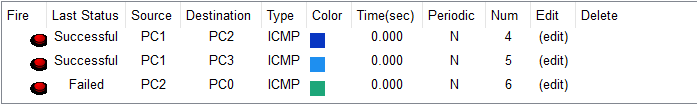 Fire Last Status Source Destination Type Color Time(sec) Periodic Num Edit Delete
Successful PC1 PC2 ICMP 0.000 N 4 (edit)
Successful PC1 PC3 ICMP 0.000 N 5 (edit)
Failed PC2 PC0 ICMP 0.000 N 6 (edit)